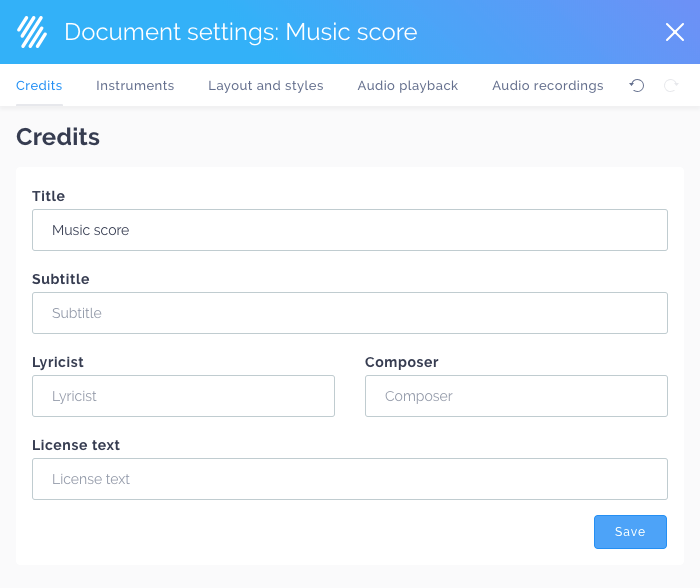 Document settings: Music score
Credits Instruments Layout and styles Audio playback Audio recordings
Credits
Title
Music score
Subtitle
Subtitle
Lyricist Composer
Lyricist Composer
License text
License text
Save